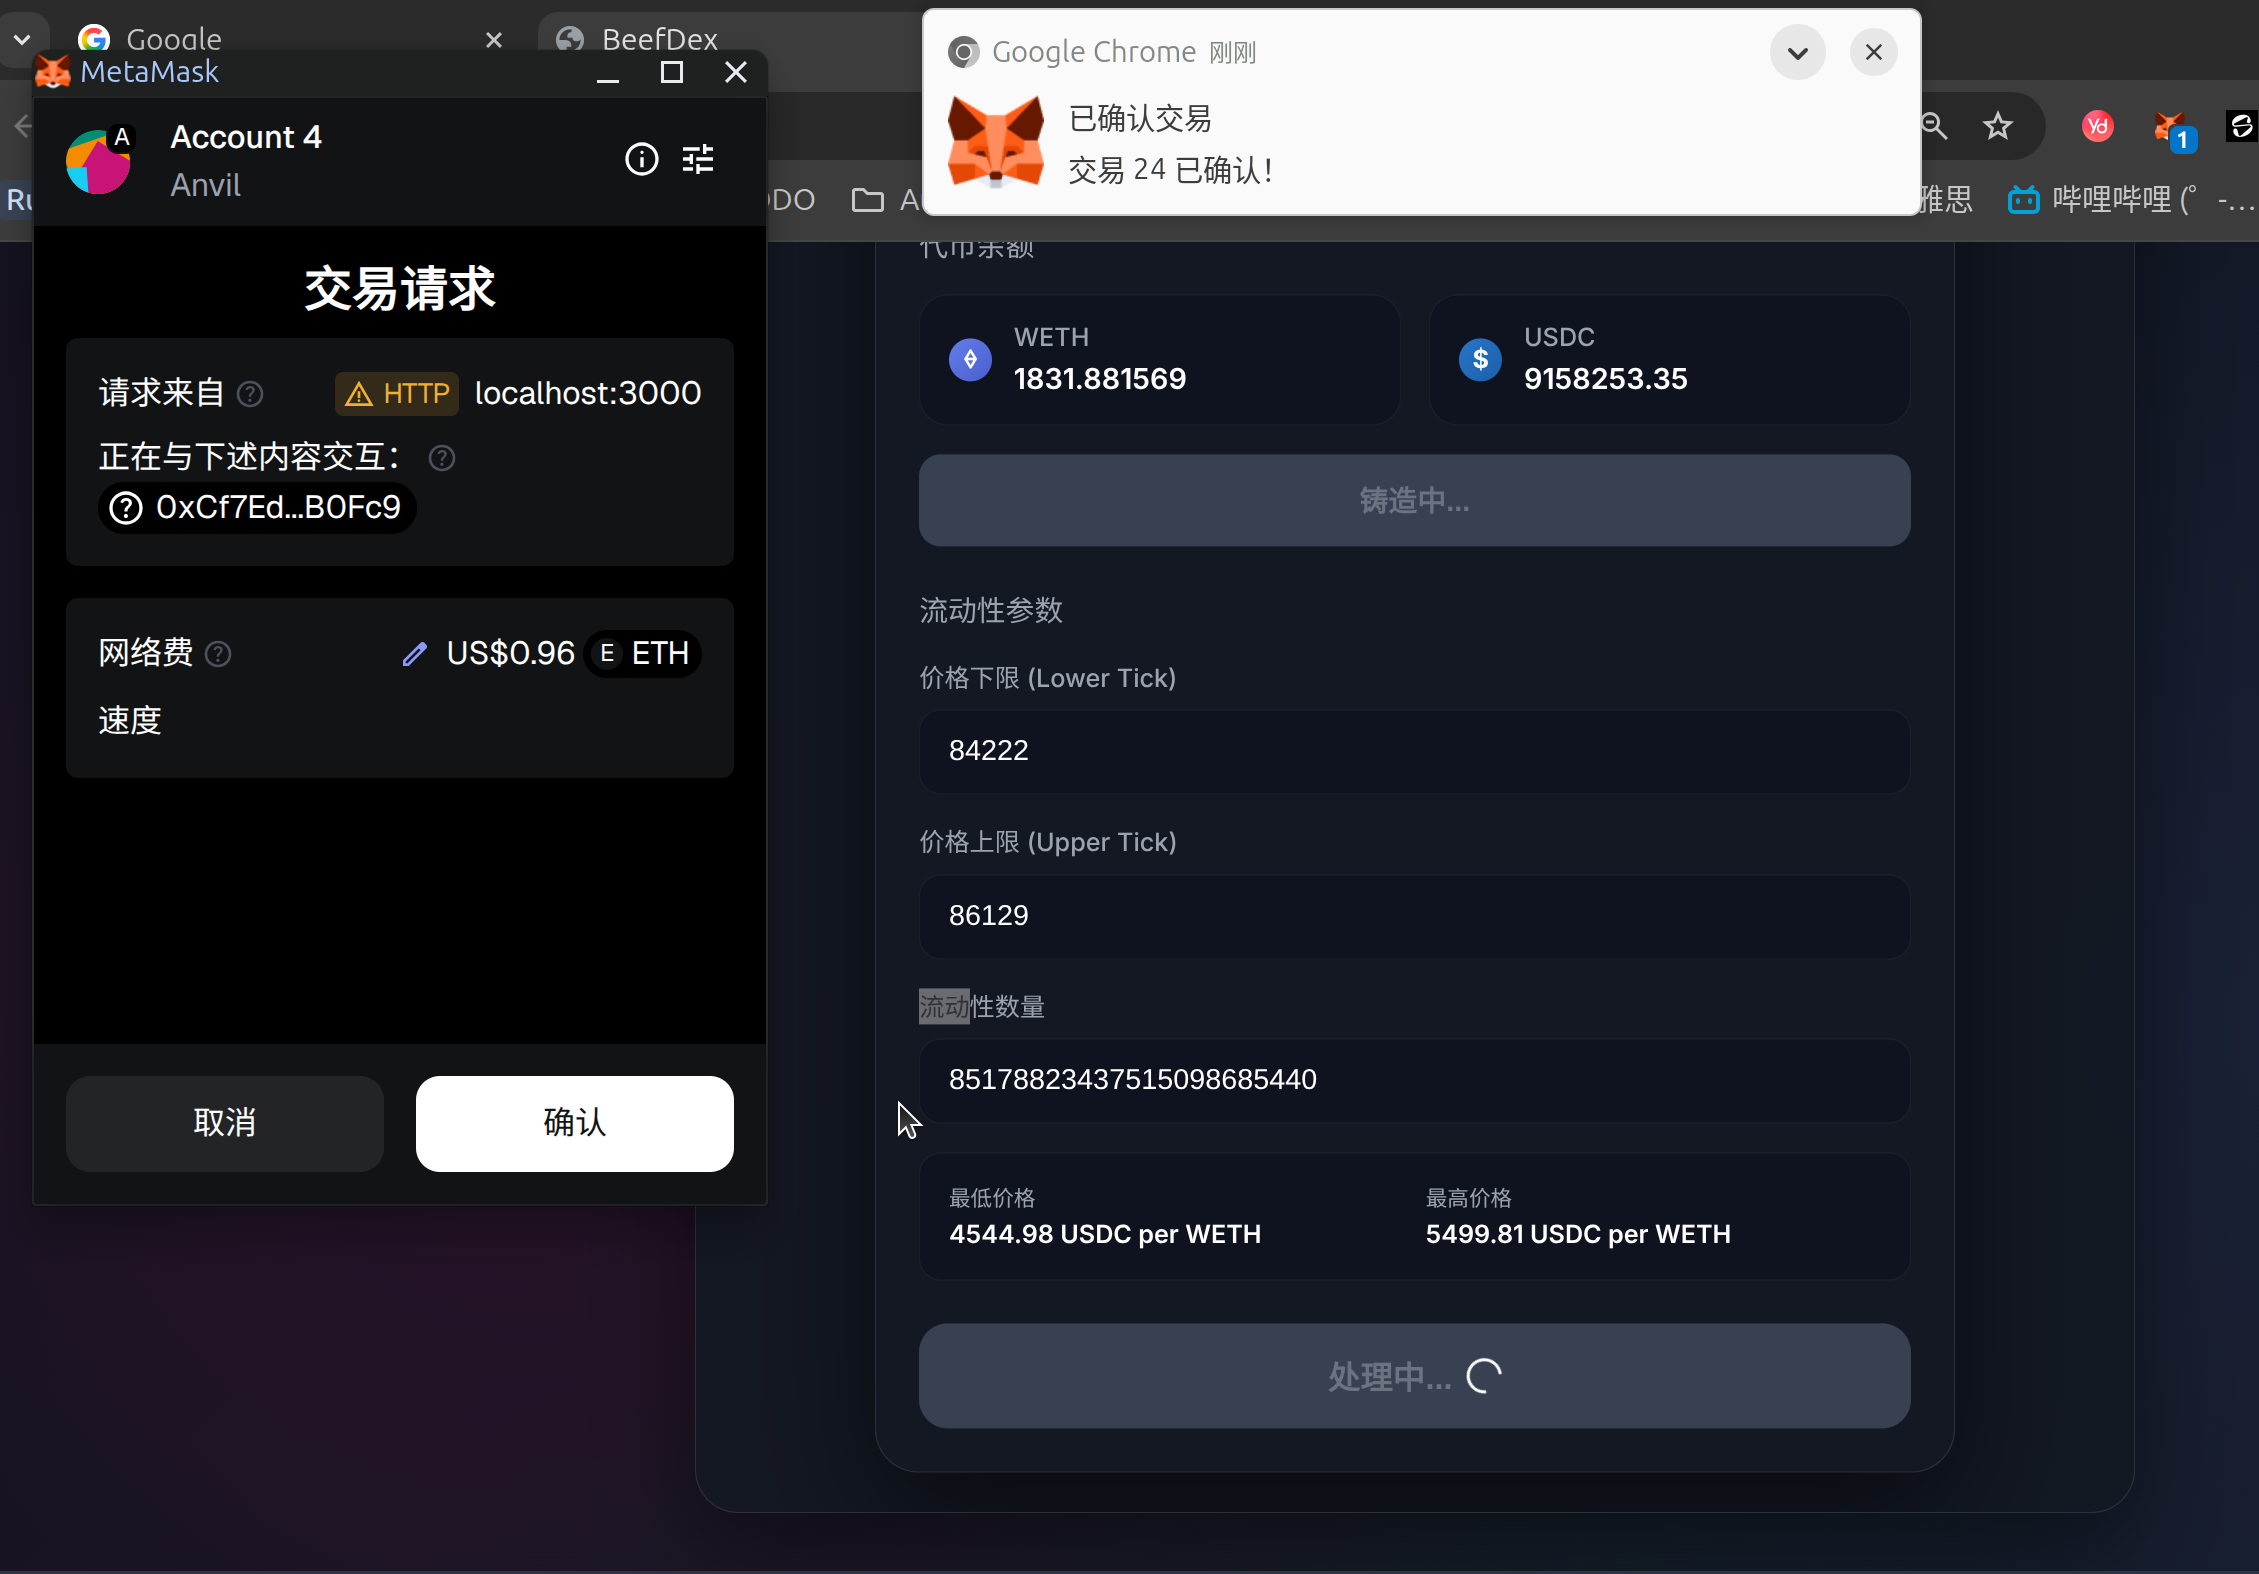 Google
BeefDex
MetaMask
Google Chrome 刚刚
已确认交易
交易 24 已确认！
yd
1
DO
雅思
哔哩哔哩 (゜-...
Account 4
A
Anvil
交易请求
请求来自
HTTP
localhost:3000
正在与下述内容交互：
0xCf7Ed...B0Fc9
网络费
US$0.96
E ETH
速度
取消
确认
代币余额
WETH
1831.881569
USDC
9158253.35
铸造中...
流动性参数
价格下限 (Lower Tick)
84222
价格上限 (Upper Tick)
86129
流动性数量
85178823437515098685440
最低价格
4544.98 USDC per WETH
最高价格
5499.81 USDC per WETH
处理中...